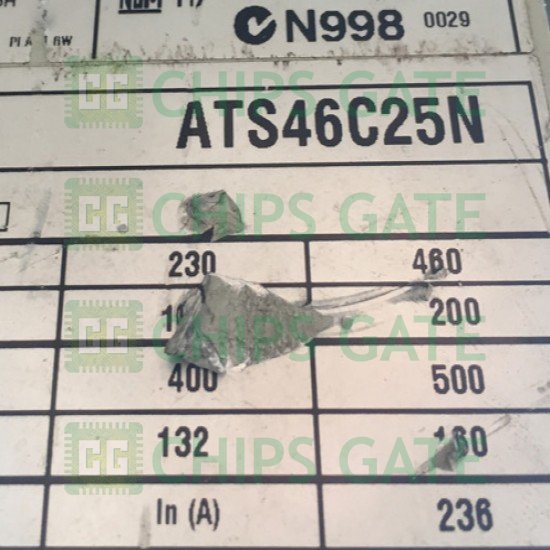 N998 0029
ATS46C25N
230 460
200
400 500
132 160
In (A) 236
CHIPS GATE
CHIPS GATE
CHIPS GATE
CHIPS GATE